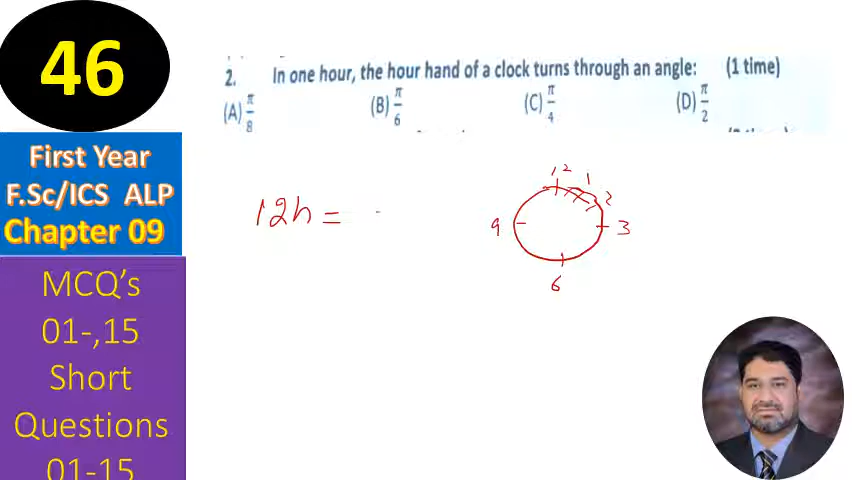 46
First Year
F.Sc/ICS ALP
Chapter 09
MCQ's
01-,15
Short
Questions
01-15
2. In one hour, the hour hand of a clock turns through an angle: (1 time)
(A) π/8 (B) π/6 (C) π/4 (D) π/2
12h =
12
1
2
9
3
6